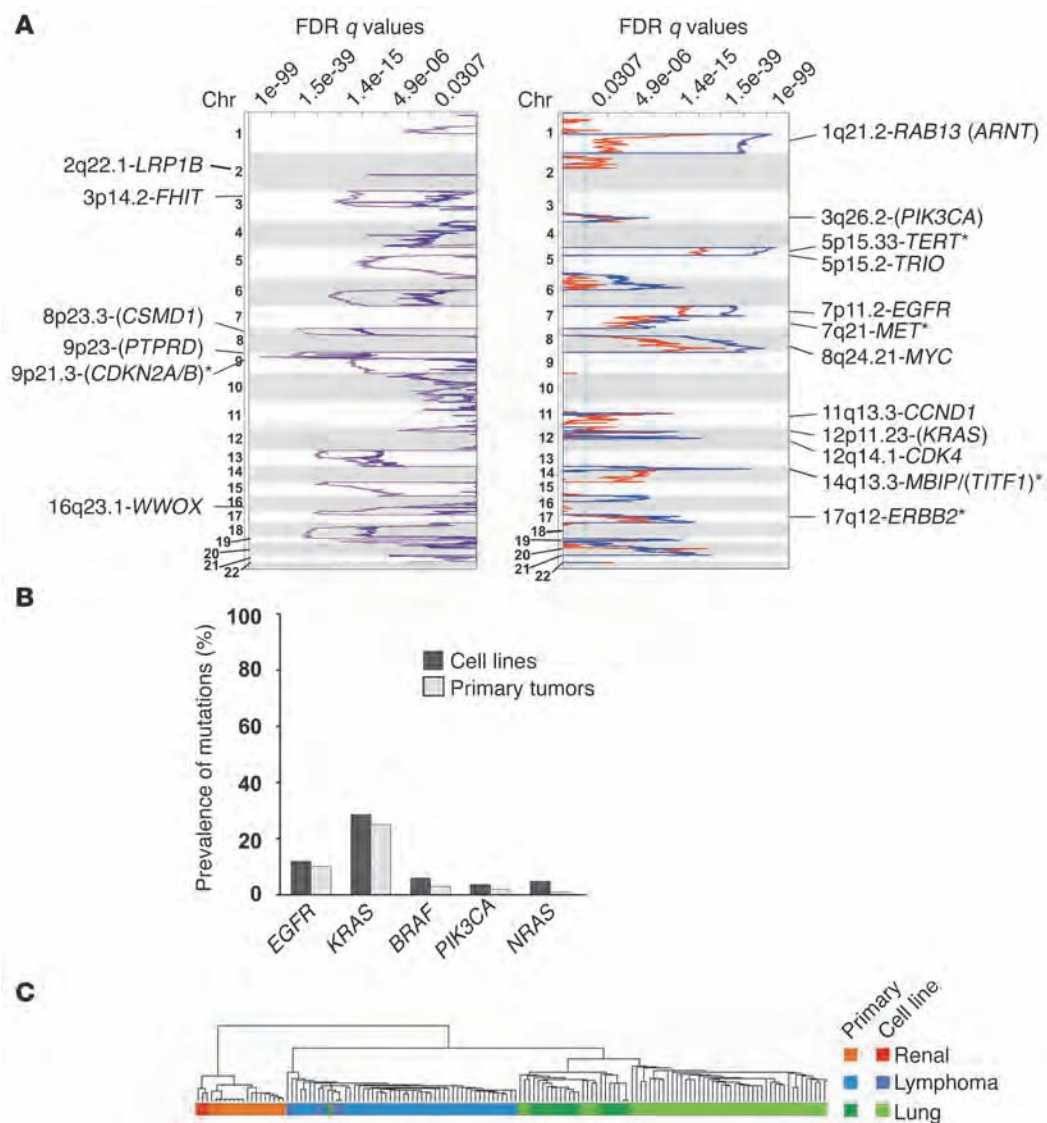 A
FDR q values
FDR q values
1e-99
1.5e-39
1.4e-15
4.9e-06
0.0307
0.0307
4.9e-06
1.4e-15
1.5e-39
1e-99
Chr
Chr
1
2
3
4
5
6
7
8
9
10
11
12
13
14
15
16
17
18
19
20
21
22
2q22.1-LRP1B
3p14.2-FHIT
8p23.3-(CSMD1)
9p23-(PTPRD)
9p21.3-(CDKN2A/B)*
16q23.1-WWOX
1
2
3
4
5
6
7
8
9
10
11
12
13
14
15
16
17
18
19
20
21
22
1q21.2-RAB13 (ARNT)
3q26.2-(PIK3CA)
5p15.33-TERT*
5p15.2-TRIO
7p11.2-EGFR
7q21-MET*
8q24.21-MYC
11q13.3-CCND1
12p11.23-(KRAS)
12q14.1-CDK4
14q13.3-MBIP/(TITF1)*
17q12-ERBB2*
B
Prevalence of mutations (%)
100
80
60
40
20
0
Cell lines
Primary tumors
EGFR
KRAS
BRAF
PIK3CA
NRAS
C
Primary
Cell line
Renal
Lymphoma
Lung